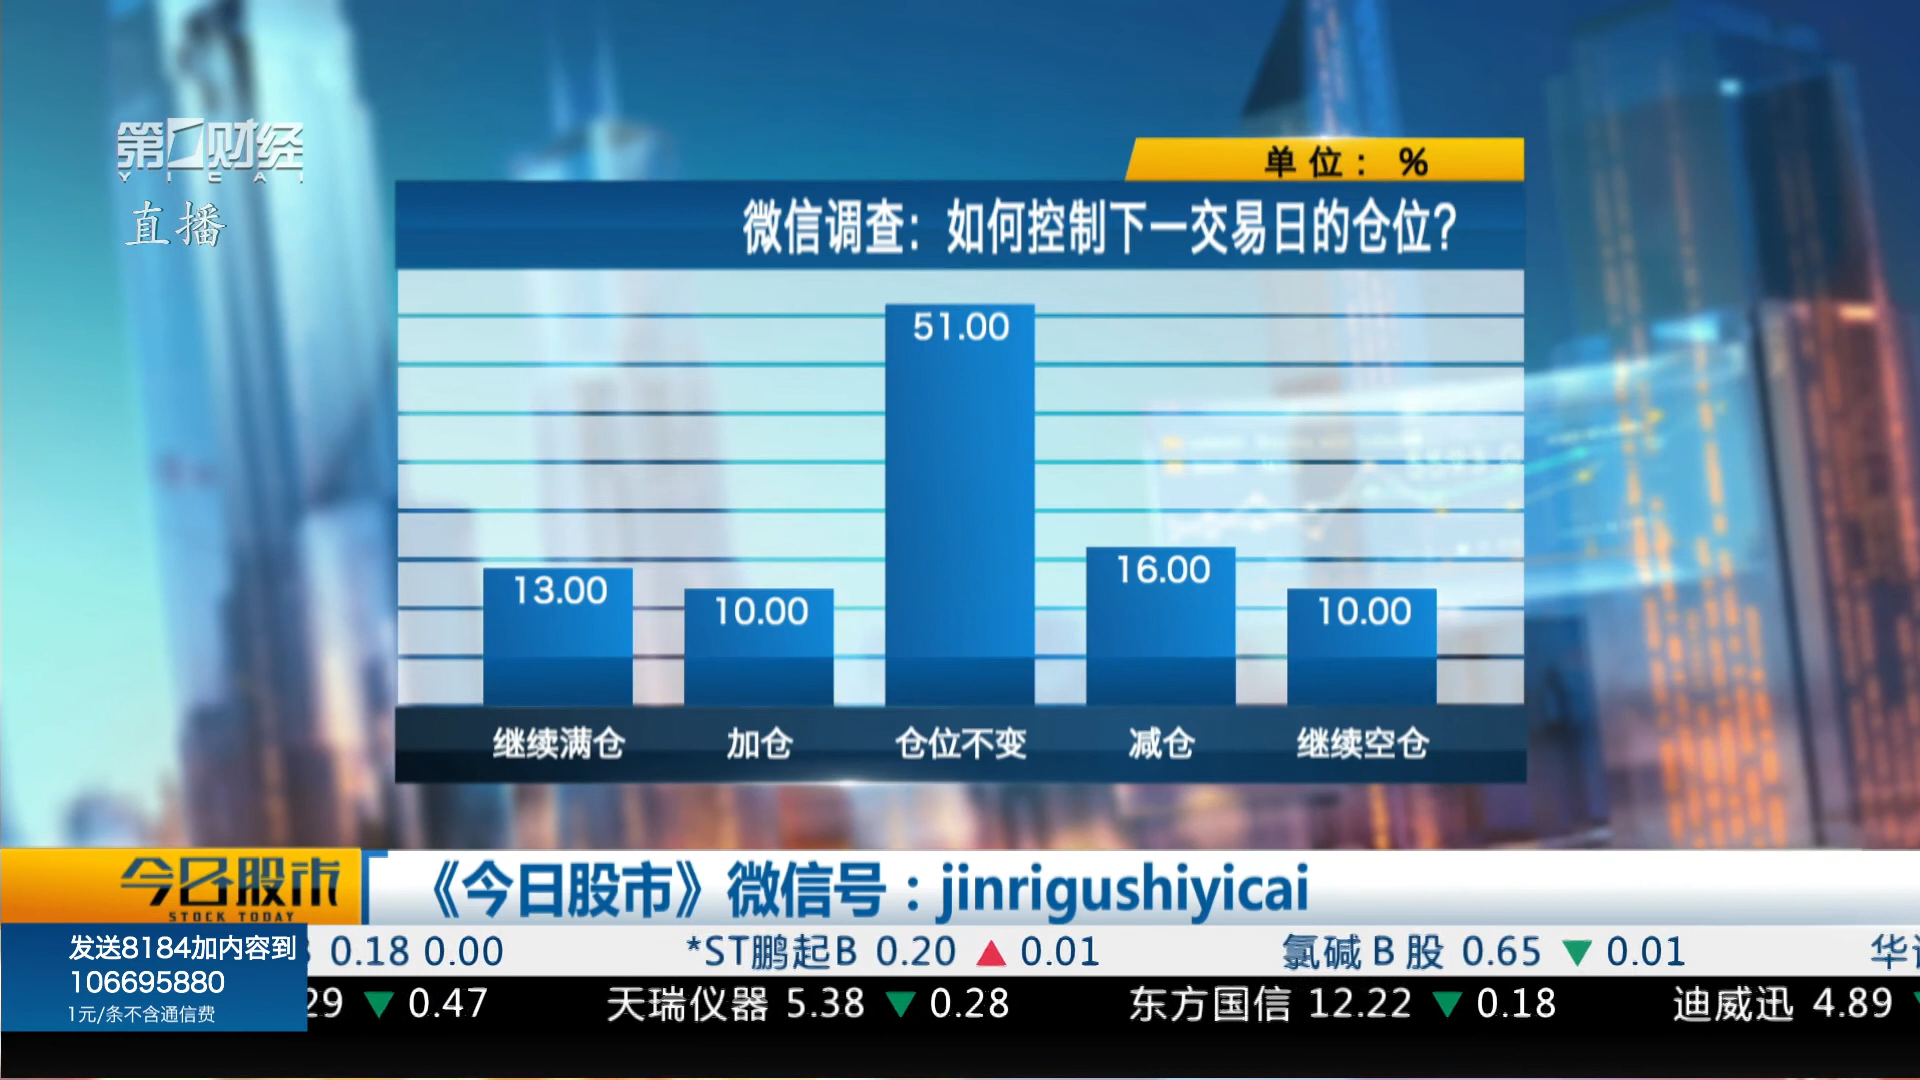 第一财经
YICAI
直播
单位：%
微信调查：如何控制下一交易日的仓位？
51.00
16.00
13.00
10.00
10.00
继续满仓 加仓 仓位不变 减仓 继续空仓
今日股市
STOCK TODAY
《今日股市》微信号：jinrigushiyicai
发送8184加内容到
106695880
1元/条不含通信费
0.18 0.00 *ST鹏起B 0.20 ▲ 0.01 氯碱B股 0.65 ▼ 0.01 华
29 ▼ 0.47 天瑞仪器 5.38 ▼ 0.28 东方国信 12.22 ▼ 0.18 迪威迅 4.89